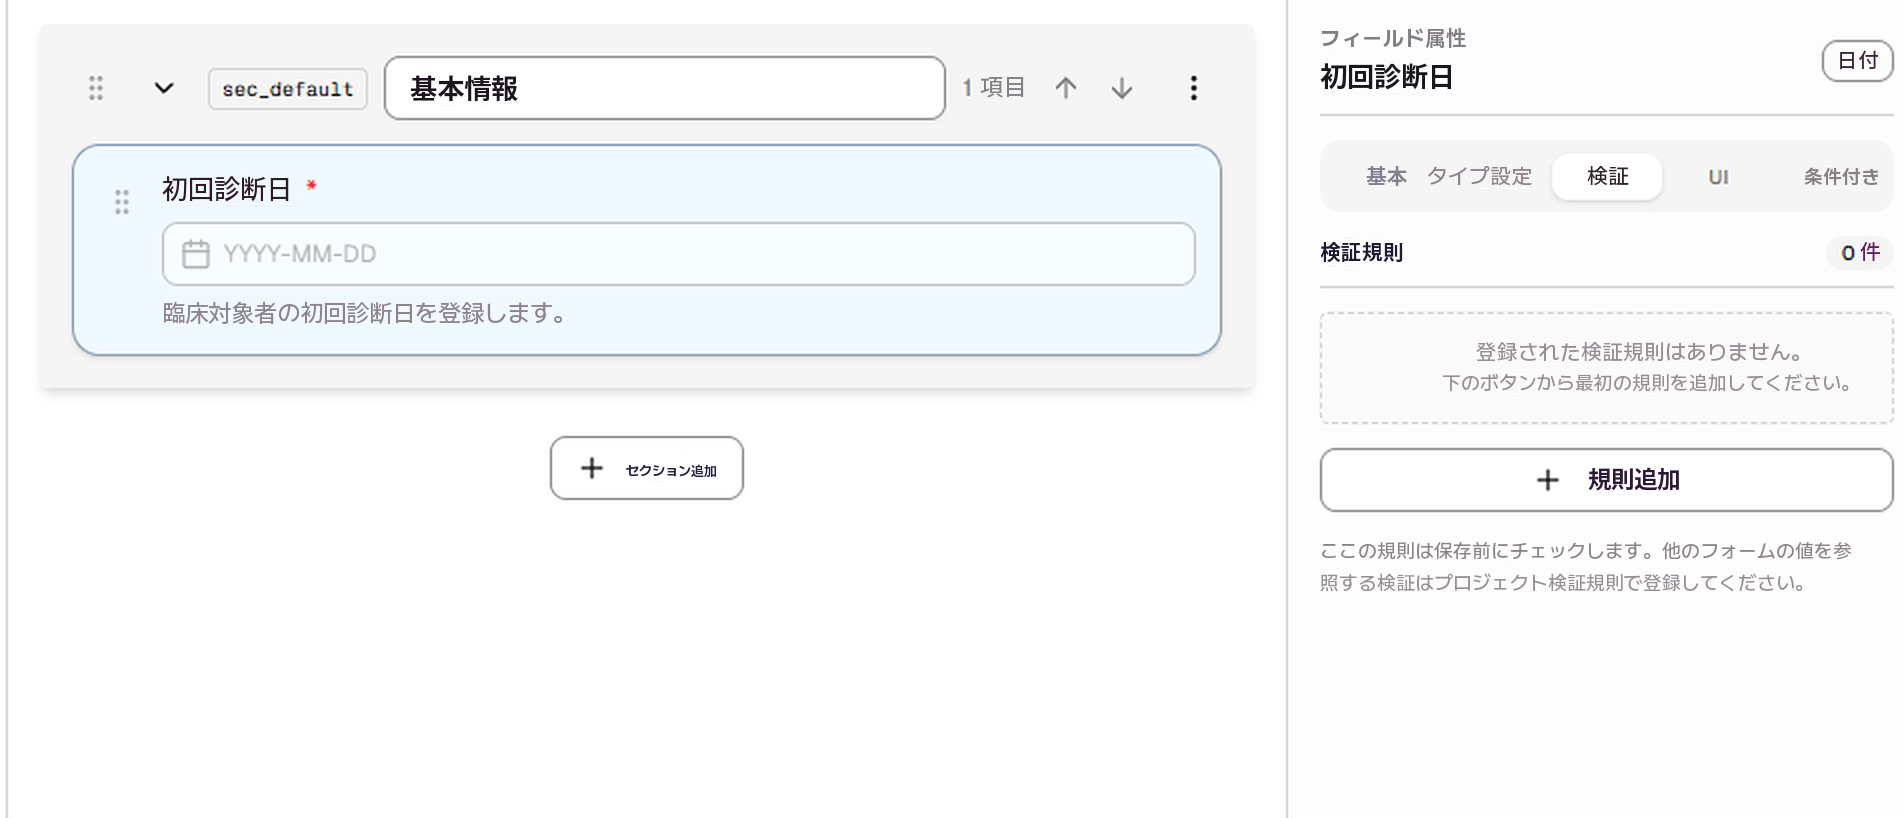 sec_default
基本情報
1 項目
初回診断日 *
YYYY-MM-DD
臨床対象者の初回診断日を登録します。
セクション追加
フィールド属性
初回診断日
日付
基本 タイプ設定 検証 UI 条件付き
検証規則
0 件
登録された検証規則はありません。
下のボタンから最初の規則を追加してください。
規則追加
ここの規則は保存前にチェックします。他のフォームの値を参
照する検証はプロジェクト検証規則で登録してください。